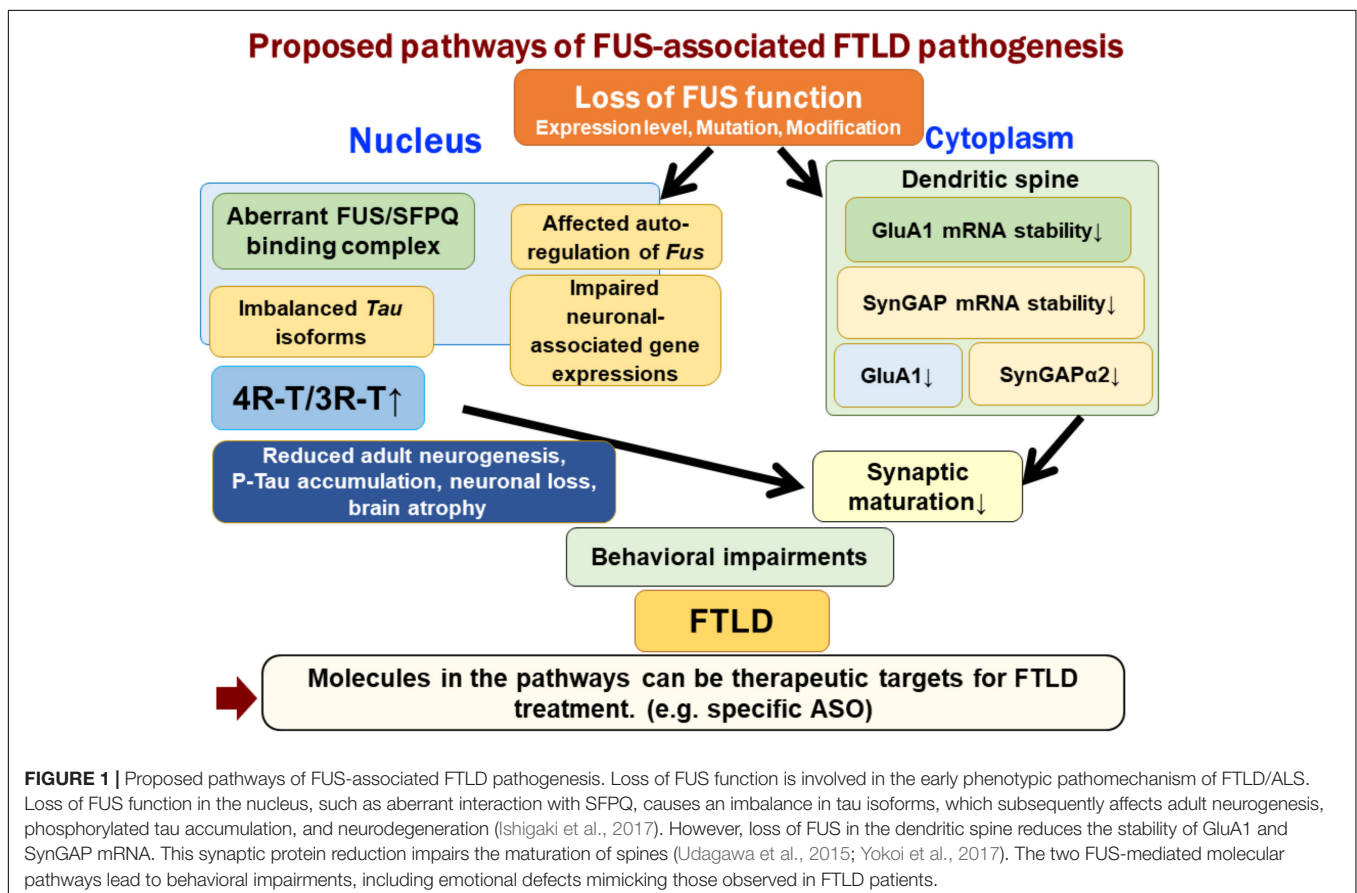 Proposed pathways of FUS-associated FTLD pathogenesis
Loss of FUS function
Expression level, Mutation, Modification
Nucleus
Cytoplasm
Aberrant FUS/SFPQ
binding complex
Imbalanced Tau
isoforms
Affected auto-
regulation of Fus
Impaired
neuronal-
associated gene
expressions
4R-T/3R-T↑
Reduced adult neurogenesis,
P-Tau accumulation, neuronal loss,
brain atrophy
Dendritic spine
GluA1 mRNA stability↓
SynGAP mRNA stability↓
GluA1↓
SynGAPα2↓
Synaptic
maturation↓
Behavioral impairments
FTLD
Molecules in the pathways can be therapeutic targets for FTLD
treatment. (e.g. specific ASO)
FIGURE 1 | Proposed pathways of FUS-associated FTLD pathogenesis. Loss of FUS function is involved in the early phenotypic pathomechanism of FTLD/ALS.
Loss of FUS function in the nucleus, such as aberrant interaction with SFPQ, causes an imbalance in tau isoforms, which subsequently affects adult neurogenesis,
phosphorylated tau accumulation, and neurodegeneration (Ishigaki et al., 2017). However, loss of FUS in the dendritic spine reduces the stability of GluA1 and
SynGAP mRNA. This synaptic protein reduction impairs the maturation of spines (Udagawa et al., 2015; Yokoi et al., 2017). The two FUS-mediated molecular
pathways lead to behavioral impairments, including emotional defects mimicking those observed in FTLD patients.